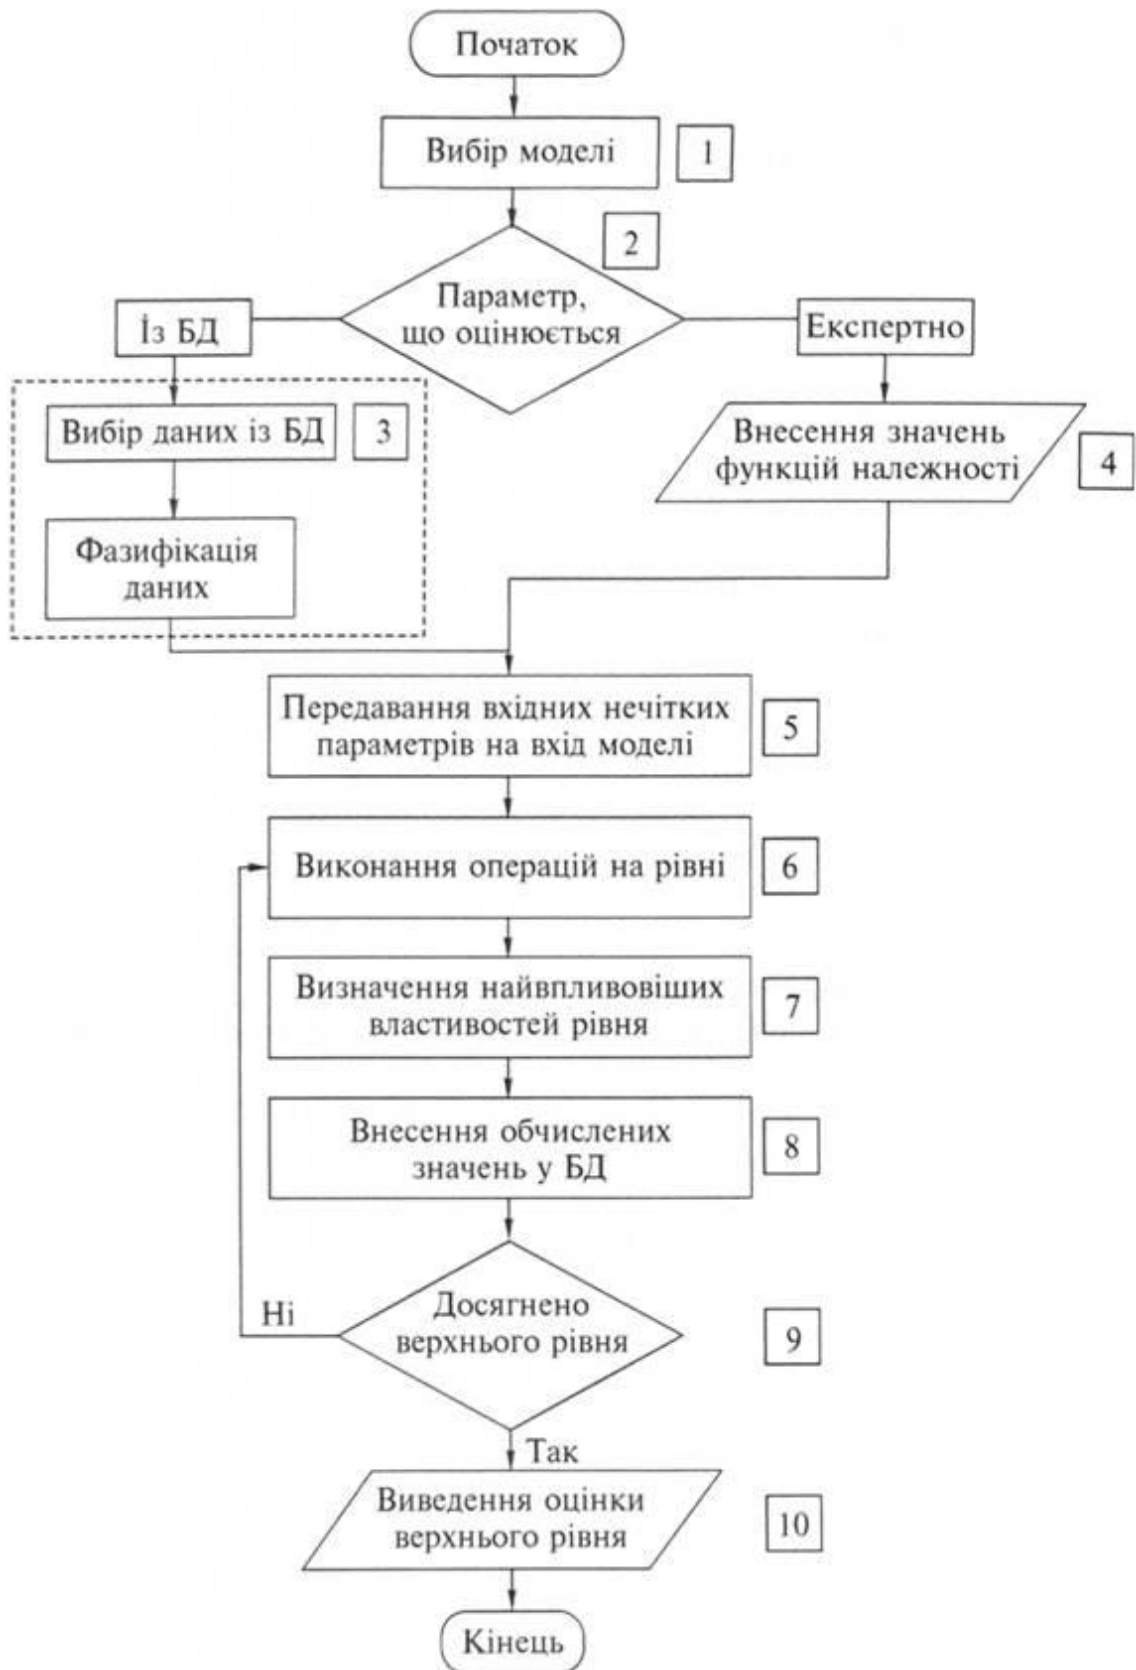 Початок
Вибір моделі
1
2
Параметр,
що оцінюється
Із БД
Експертно
Вибір даних із БД
3
Внесення значень
функцій належності
4
Фазифікація
даних
Передавання вхідних нечітких
параметрів на вхід моделі
5
Виконання операцій на рівні
6
Визначення найвпливовіших
властивостей рівня
7
Внесення обчислених
значень у БД
8
Ні
Досягнено
верхнього рівня
9
Так
Виведення оцінки
верхнього рівня
10
Кінець